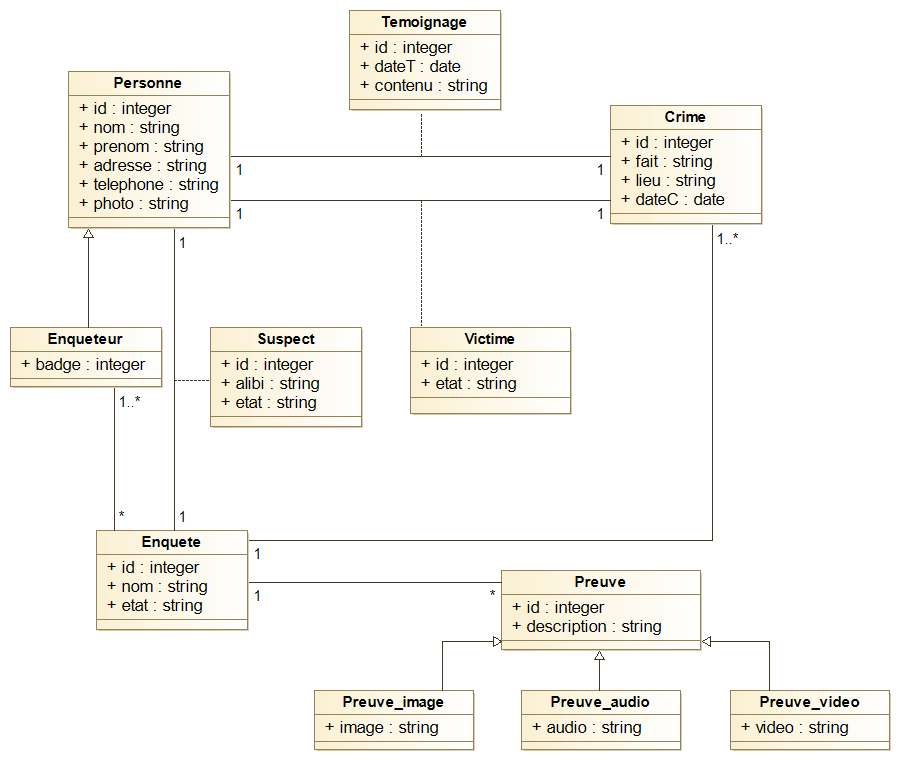 Temoignage
+ id : integer
+ dateT : date
+ contenu : string
Personne
+ id : integer
+ nom : string
+ prenom : string
+ adresse : string
+ telephone : string
+ photo : string
Crime
+ id : integer
+ fait : string
+ lieu : string
+ dateC : date
1
1
1
1
1
1..*
Enqueteur
+ badge : integer
Suspect
+ id : integer
+ alibi : string
+ etat : string
Victime
+ id : integer
+ etat : string
1..*
*
1
Enquete
+ id : integer
+ nom : string
+ etat : string
1
1
*
Preuve
+ id : integer
+ description : string
Preuve_image
+ image : string
Preuve_audio
+ audio : string
Preuve_video
+ video : string